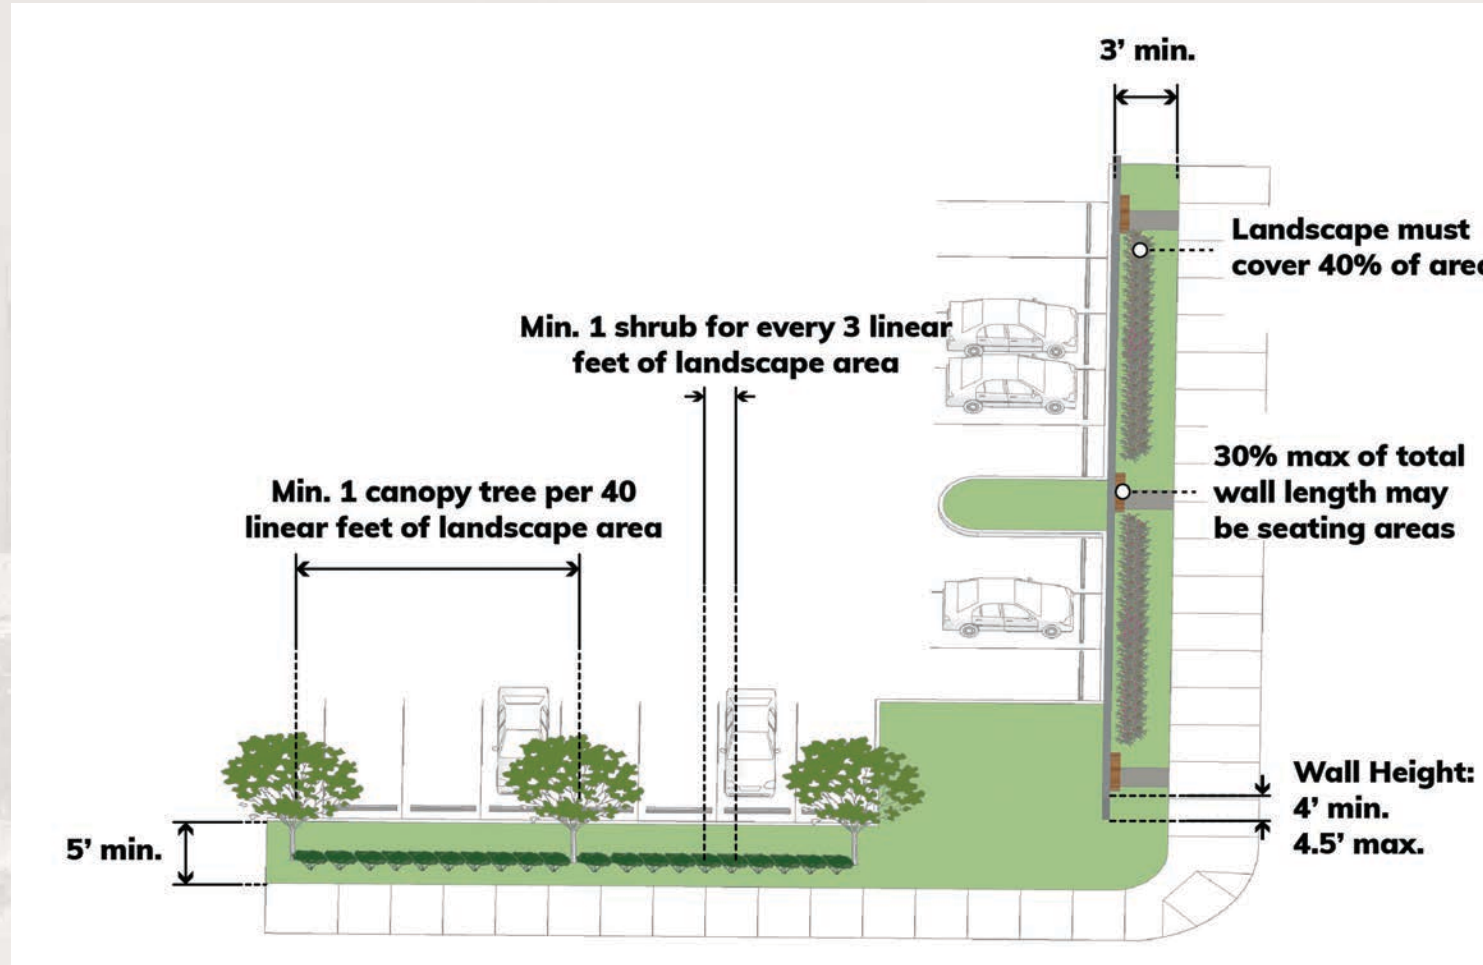 3’ min.
Landscape must
cover 40% of area
Min. 1 shrub for every 3 linear
feet of landscape area
30% max of total
wall length may
be seating areas
Min. 1 canopy tree per 40
linear feet of landscape area
Wall Height:
4’ min.
4.5’ max.
5’ min.